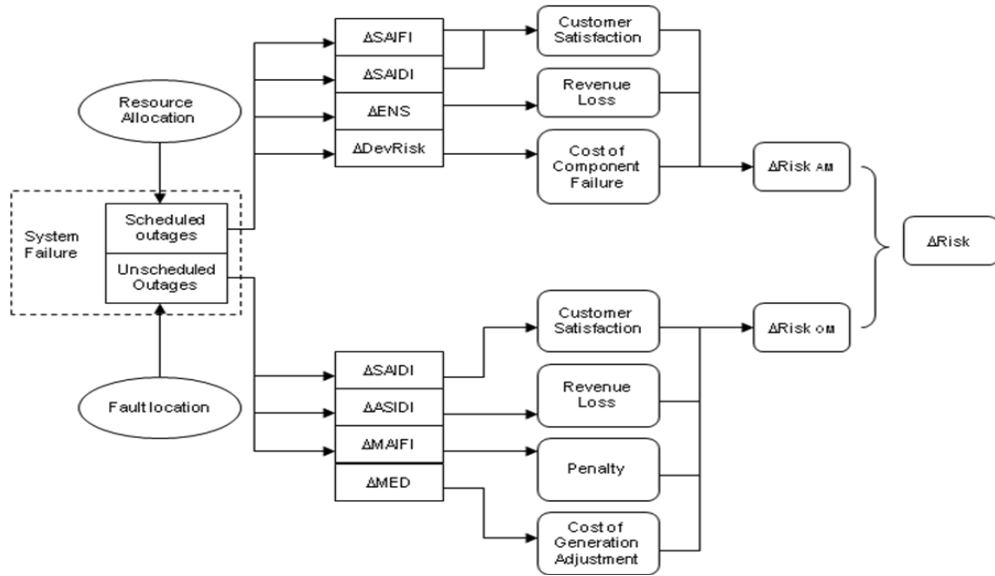 Resource
Allocation
System
Failure
Scheduled
outages
Unscheduled
Outages
Fault location
ΔSAIFI
ΔSAIDI
ΔENS
ΔDevRisk
Customer
Satisfaction
Revenue
Loss
Cost of
Component
Failure
ΔRisk AM
ΔSAIDI
ΔASIDI
ΔMAIFI
ΔMED
Customer
Satisfaction
Revenue
Loss
Penalty
Cost of
Generation
Adjustment
ΔRisk OM
ΔRisk